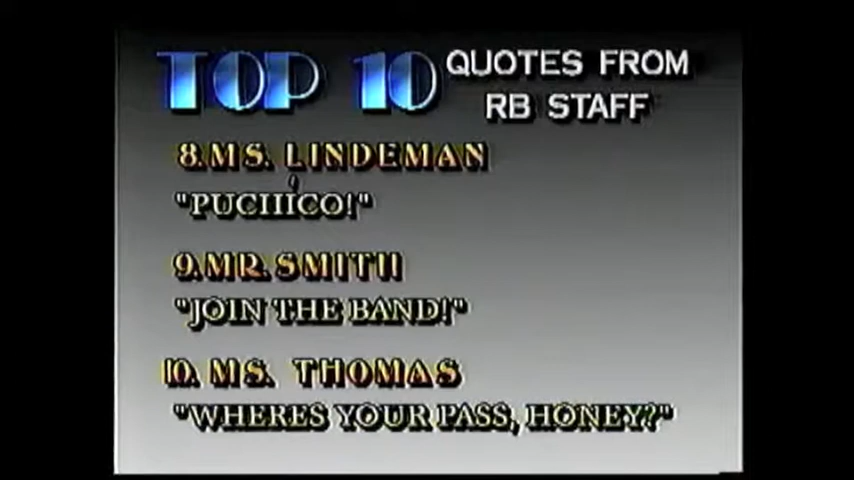 TOP 10 QUOTES FROM
RB STAFF
8. MS. LINDEMAN
"PUCHÍCO!"
9. MR. SMITH
"JOIN THE BAND!"
10. MS. THOMAS
"WHERES YOUR PASS, HONEY?"